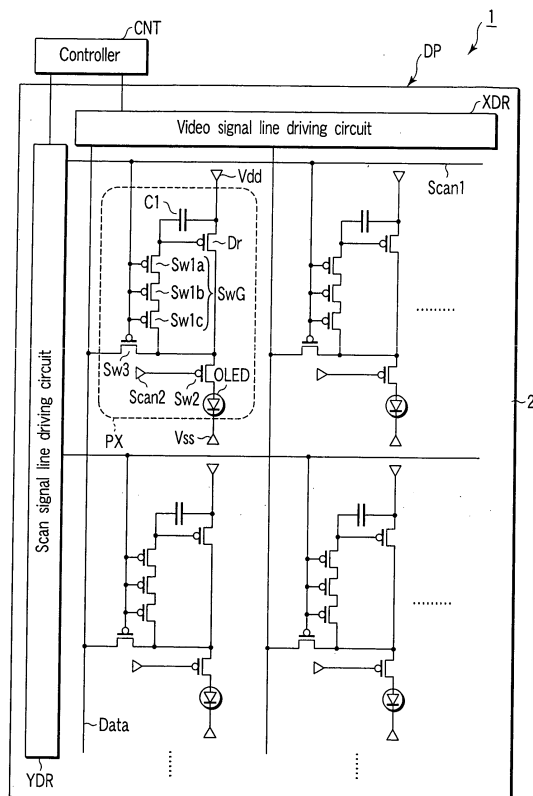 1
CNT
Controller
DP
XDR
Video signal line driving circuit
Vdd
Scan1
C1
Dr
Sw1a
Sw1b
SwG
Sw1c
Sw3
Scan2
Sw2
OLED
PX
Vss
2
Scan signal line driving circuit
Data
YDR